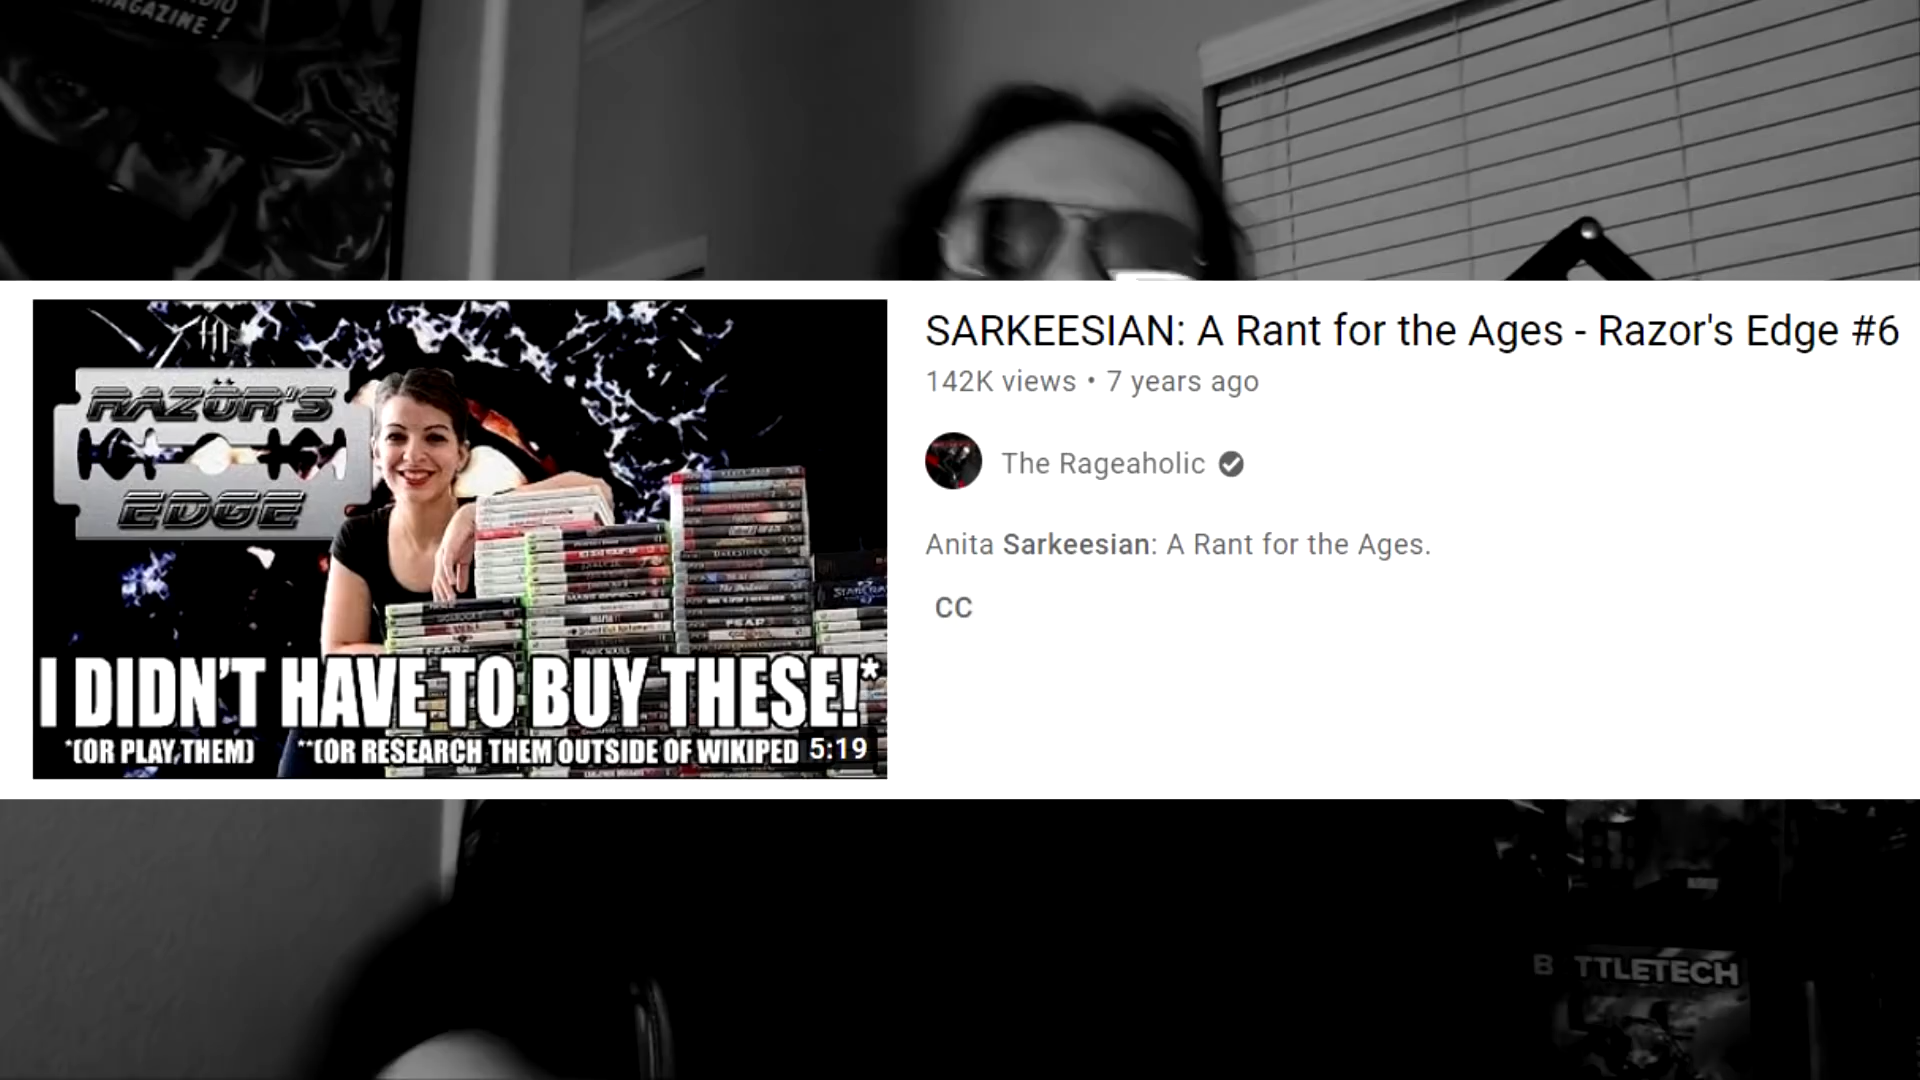 MAGAZINE !
SARKEESIAN: A Rant for the Ages - Razor's Edge #6
142K views • 7 years ago
The Rageaholic
Anita Sarkeesian: A Rant for the Ages.
CC
RAZÖR'S
EDGE
I DIDN'T HAVE TO BUY THESE!*
*(OR PLAY THEM) **(OR RESEARCH THEM OUTSIDE OF WIKIPED
5:19
B TTLETECH